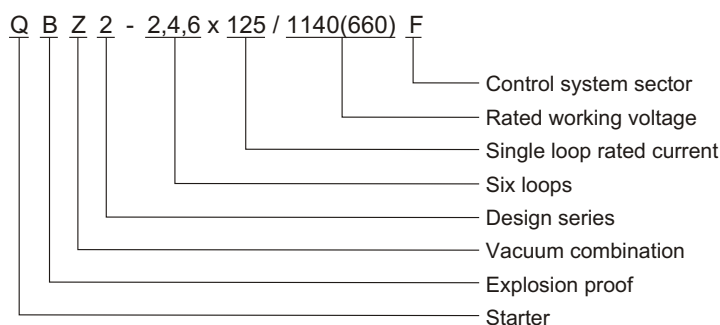 Q B Z 2 - 2,4,6 x 125 / 1140(660) F
Control system sector
Rated working voltage
Single loop rated current
Six loops
Design series
Vacuum combination
Explosion proof
Starter